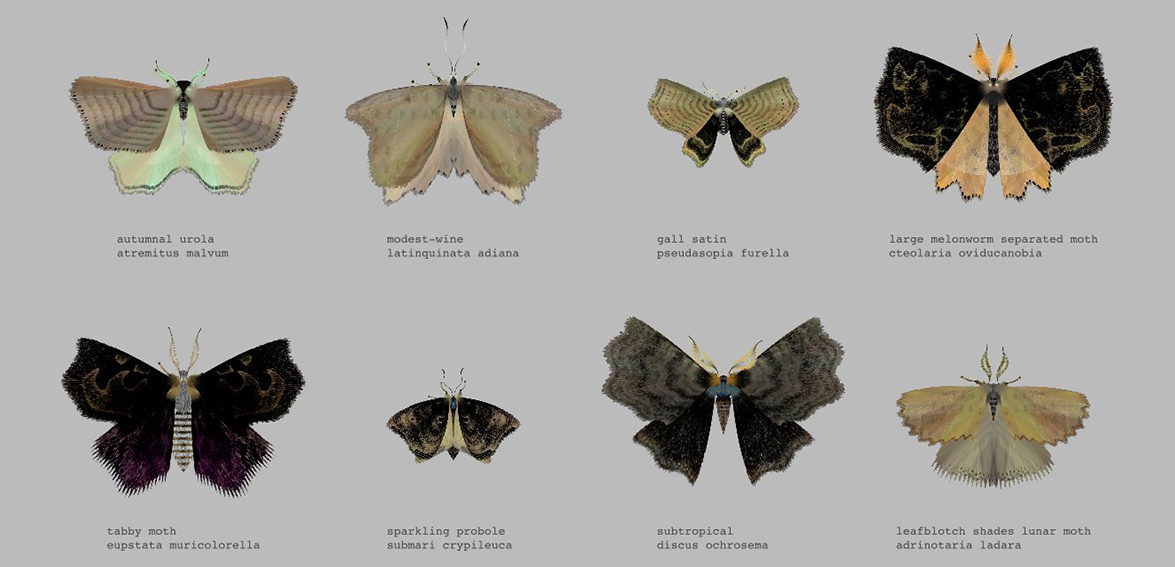 autumnal urola
atremitus malvum
modest-wine
latinquinata adiana
gall satin
pseudasopia furella
large melonworm separated moth
cteolaria oviducanobia
tabby moth
eupstata muricolorella
sparkling probole
submari crypileuca
subtropical
discus ochrosema
leafblotch shades lunar moth
adrinotaria ladara